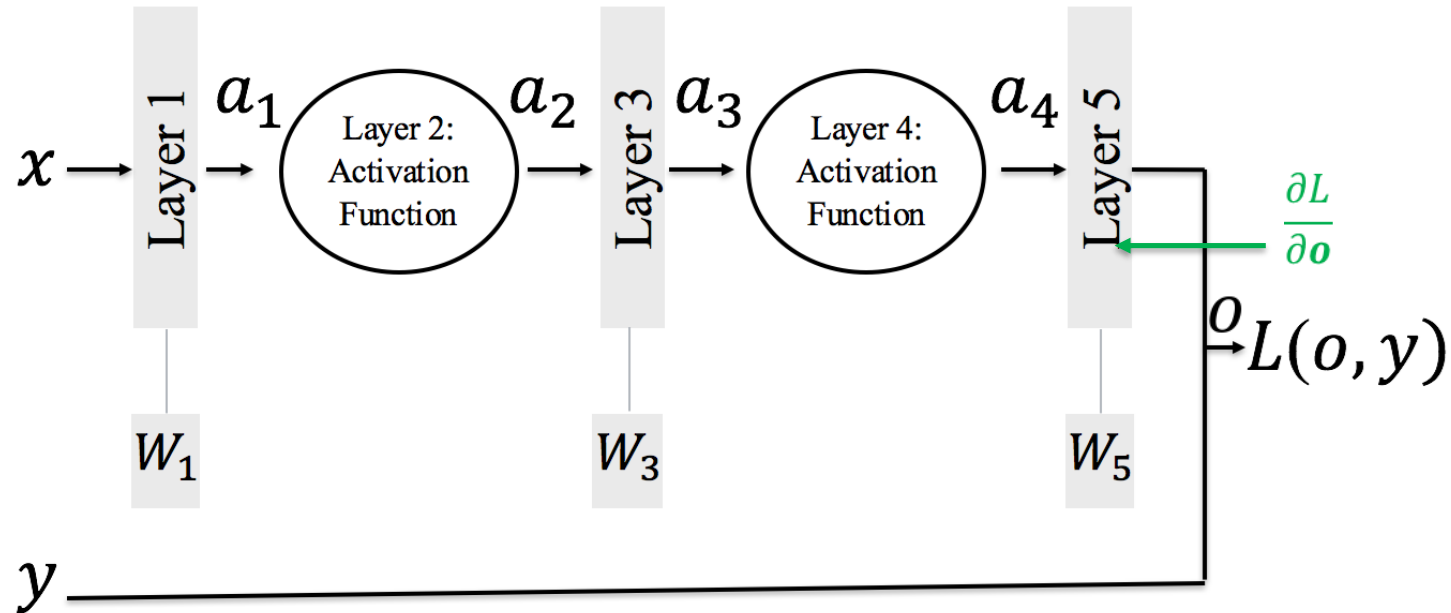 x
Layer 1
a₁
Layer 2:
Activation
Function
a₂
Layer 3
a₃
Layer 4:
Activation
Function
a₄
Layer 5
∂L
∂o
o
L(o, y)
W₁
W₃
W₅
y